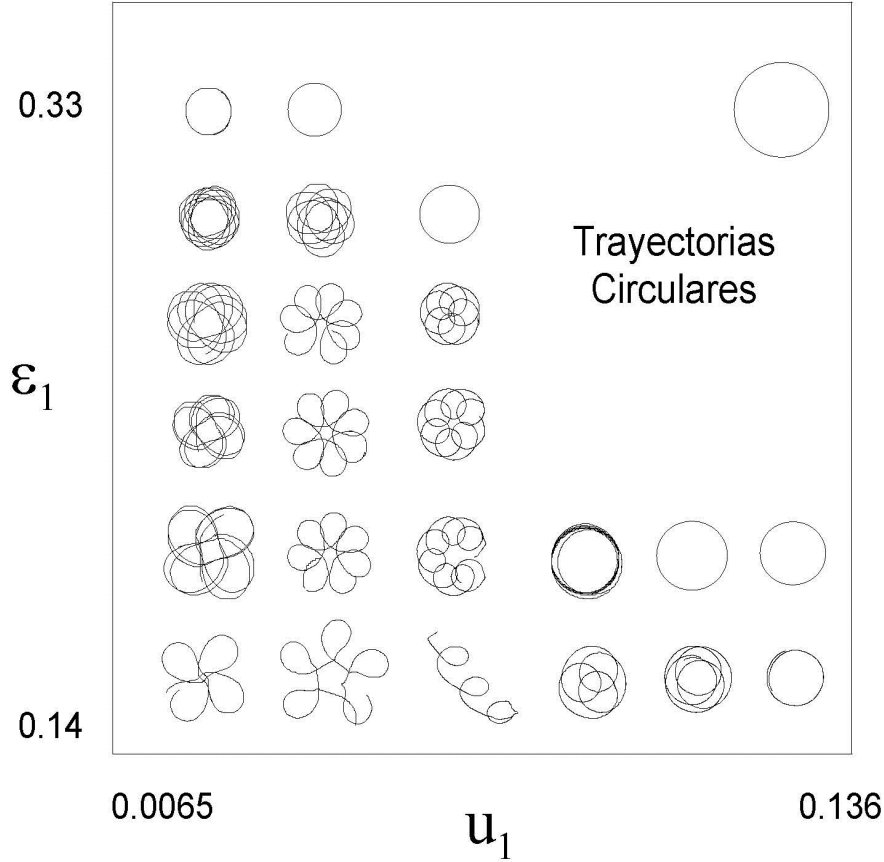 0.33
Trayectorias
Circulares
ε₁
0.14
0.0065
0.136
u₁